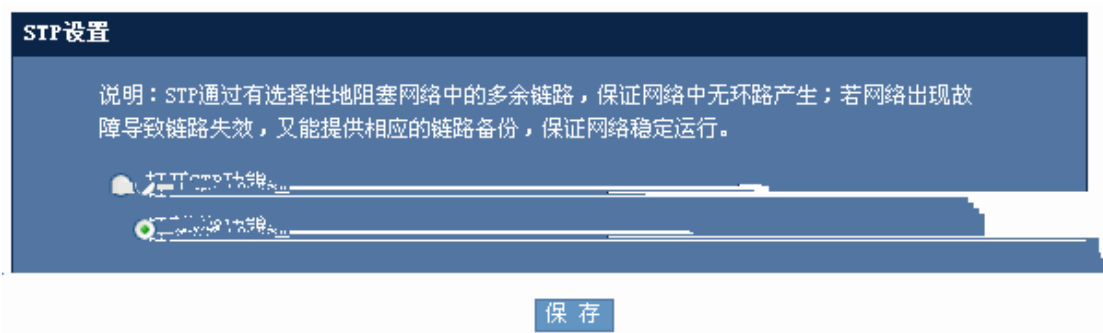 STP设置
说明：STP通过有选择性地阻塞网络中的多余链路，保证网络中无环路产生；若网络出现故
障导致链路失效，又能提供相应的链路备份，保证网络稳定运行。
保 存